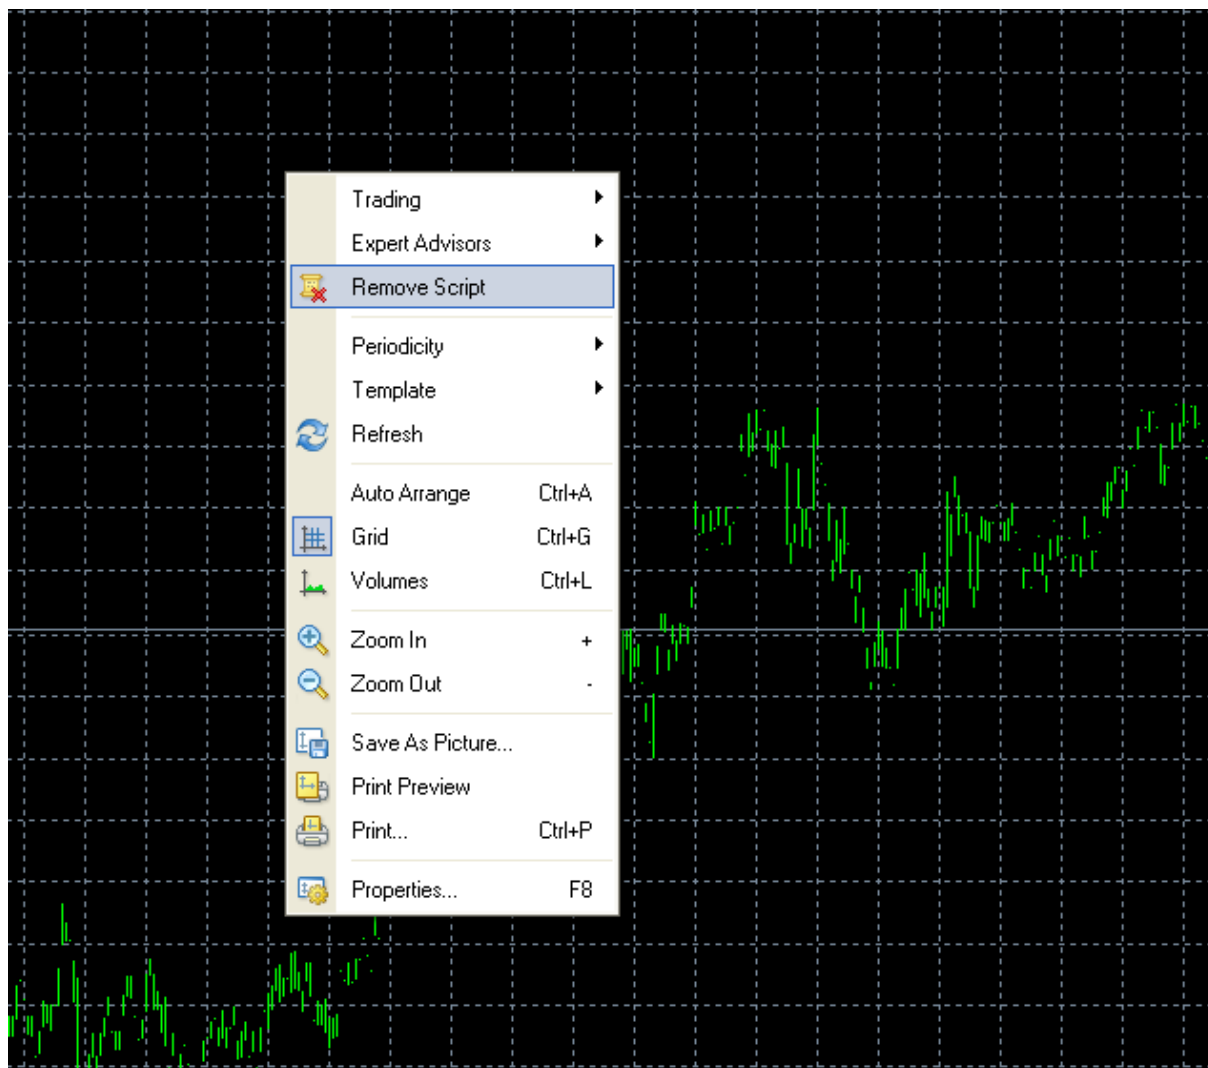 Trading
Expert Advisors
Remove Script
Periodicity
Template
Refresh
Auto Arrange Ctrl+A
Grid Ctrl+G
Volumes Ctrl+L
Zoom In +
Zoom Out -
Save As Picture...
Print Preview
Print... Ctrl+P
Properties... F8